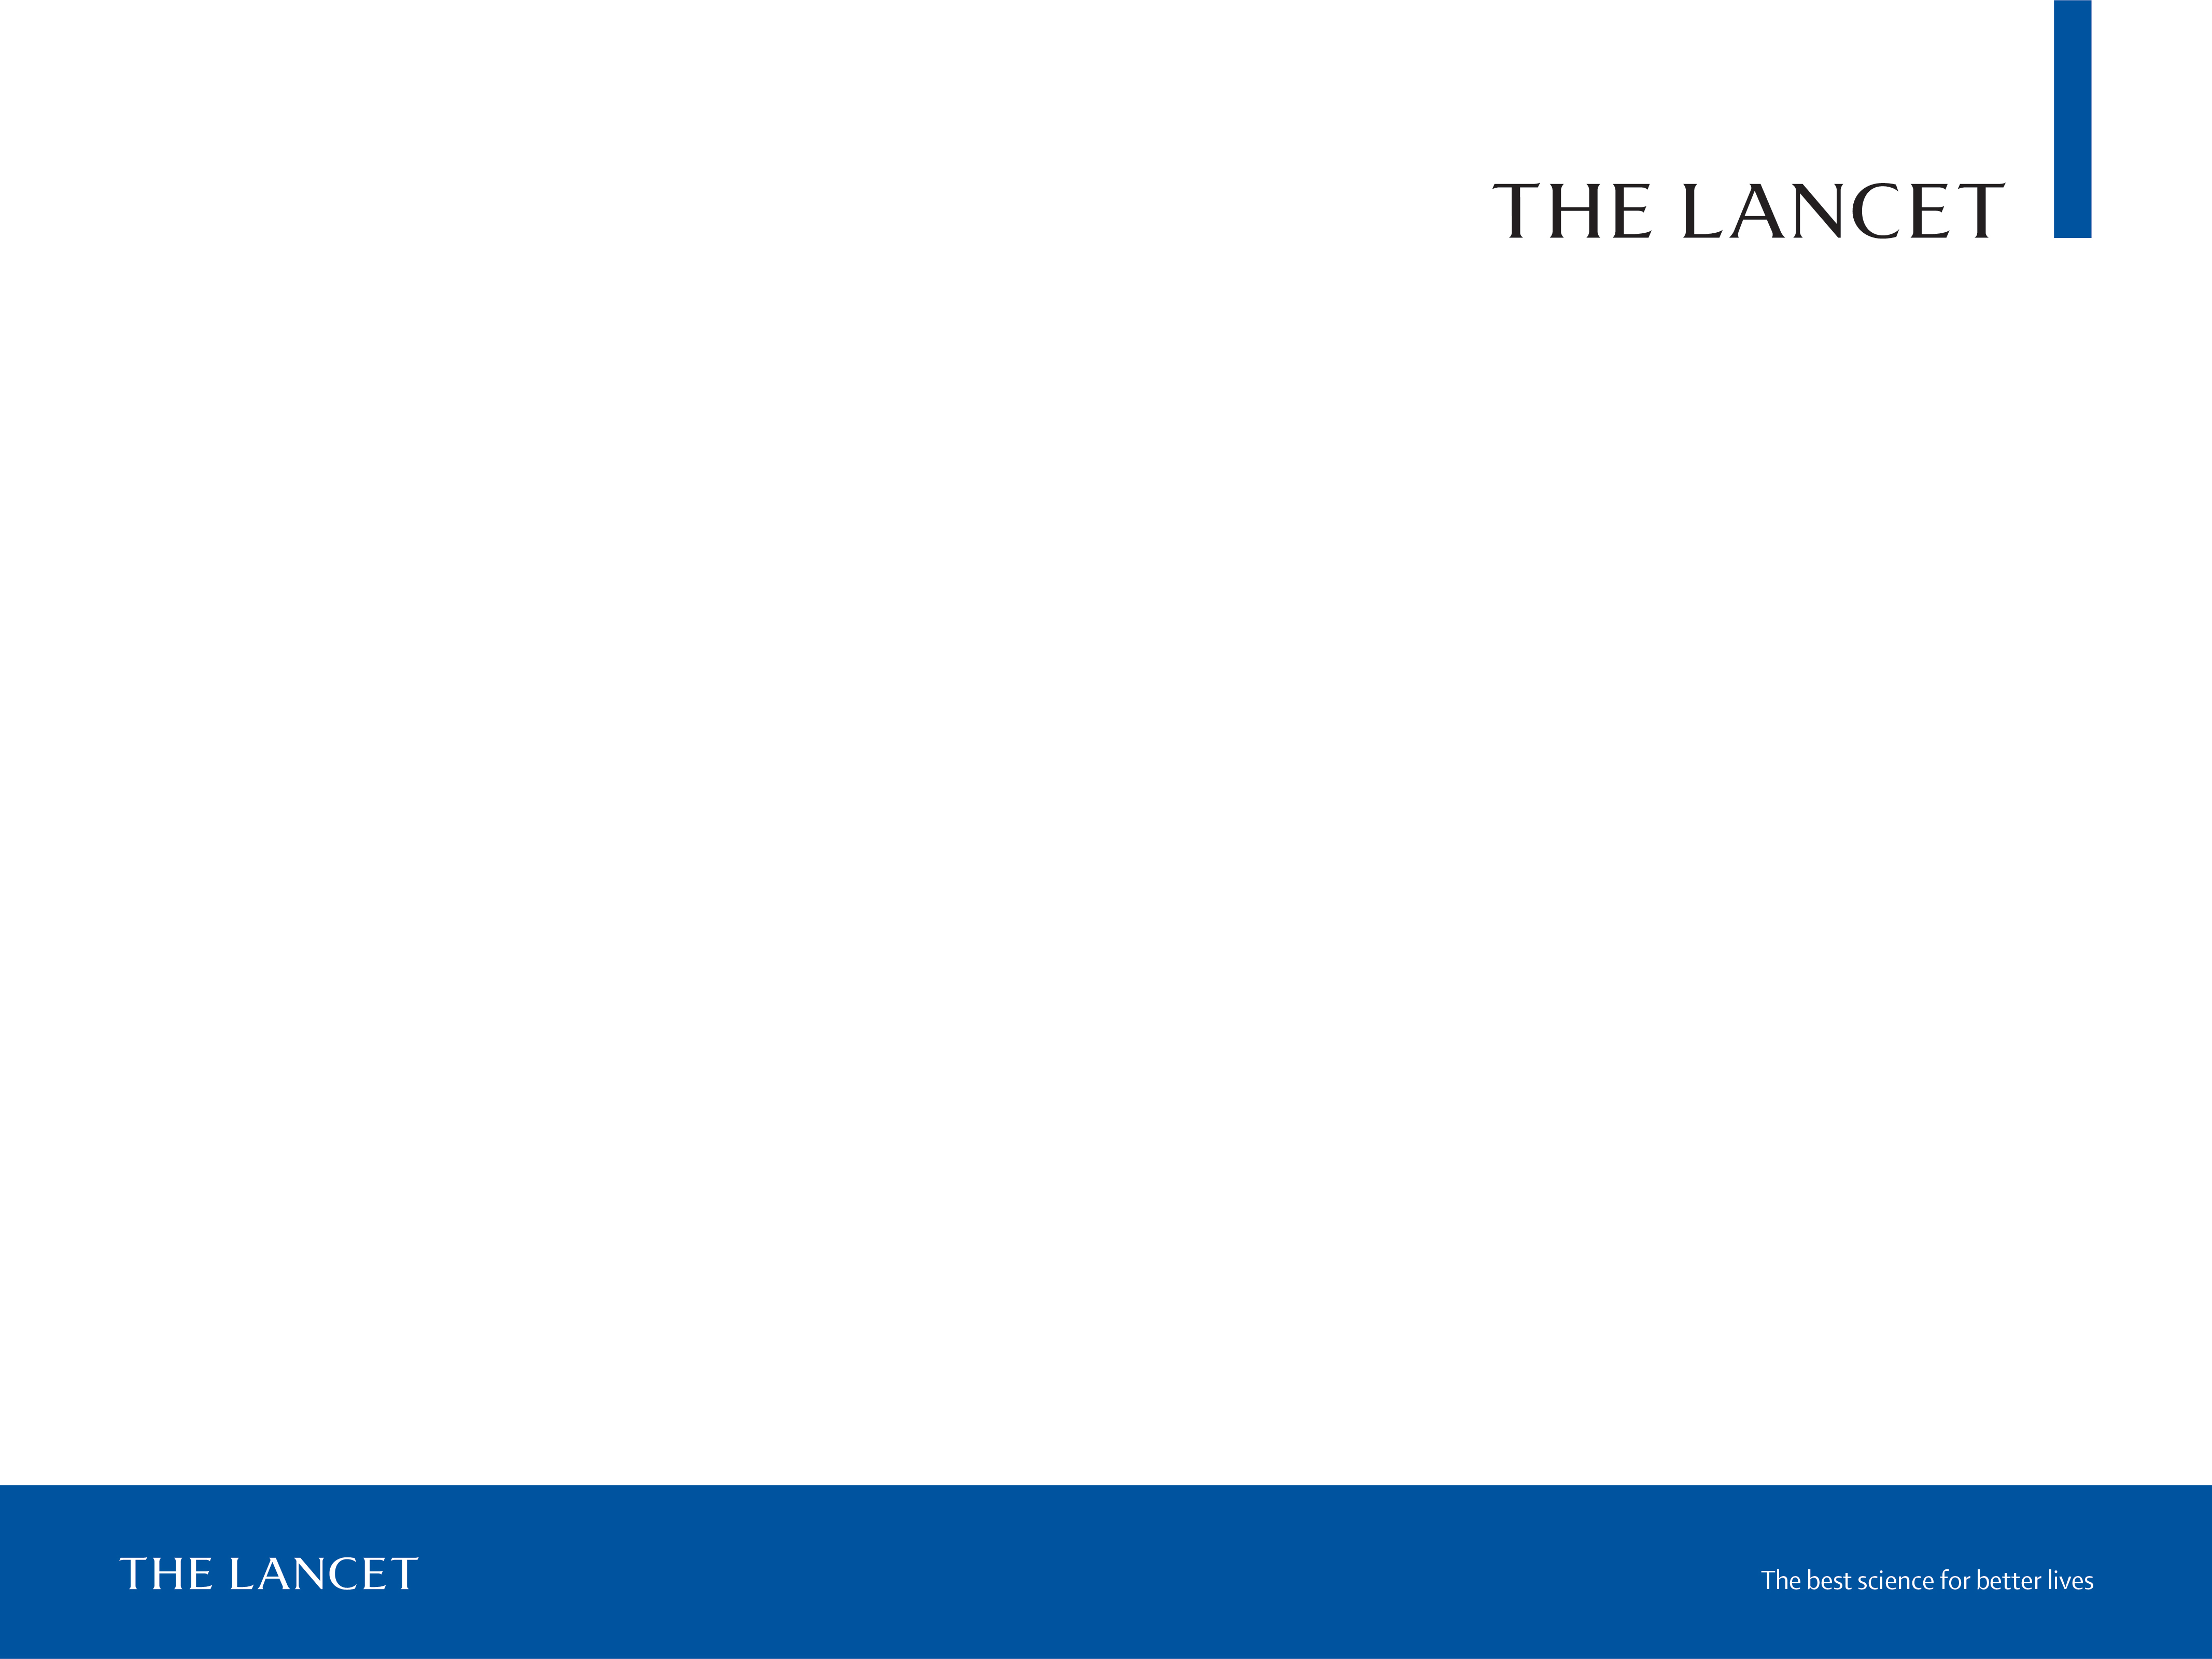 THE LANCET
THE LANCET
The best science for better lives